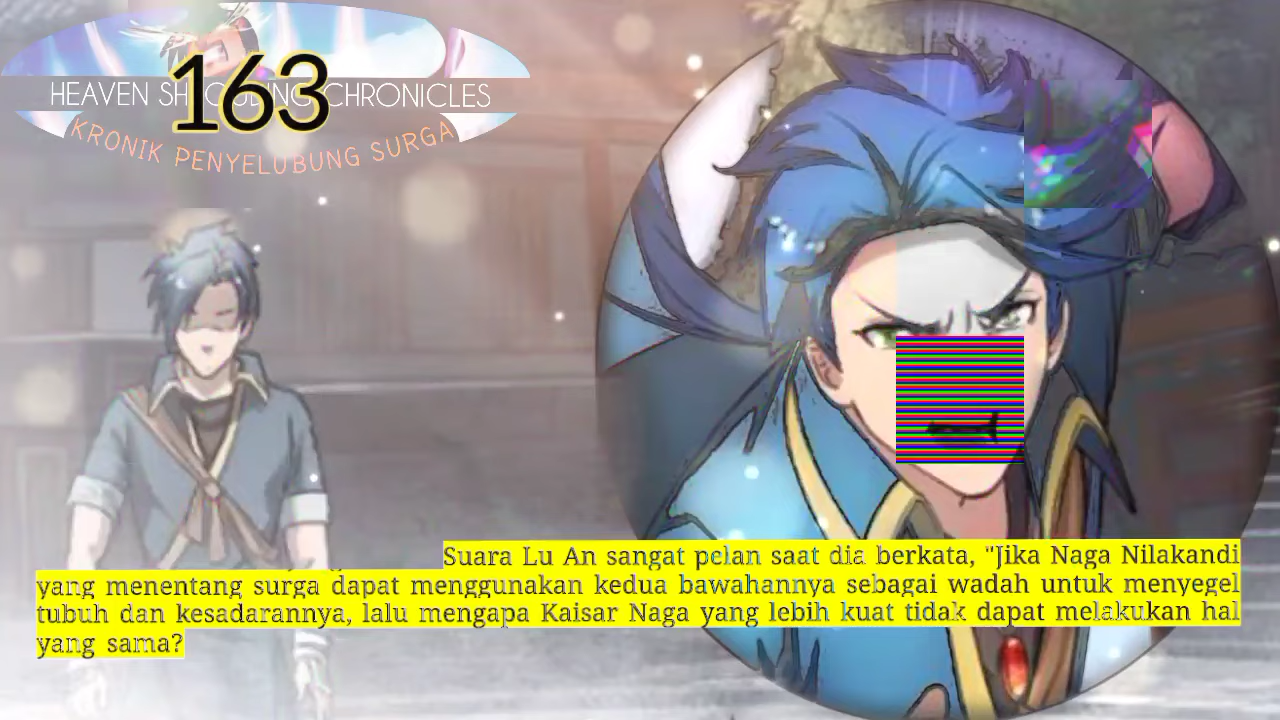 163
HEAVEN SHROUDING CHRONICLES
KRONIK PENYELUBUNG SURGA
Suara Lu An sangat pelan saat dia berkata, "Jika Naga Nilakandi
yang menentang surga dapat menggunakan kedua bawahannya sebagai wadah untuk menyegel
tubuh dan kesadarannya, lalu mengapa Kaisar Naga yang lebih kuat tidak dapat melakukan hal
yang sama?